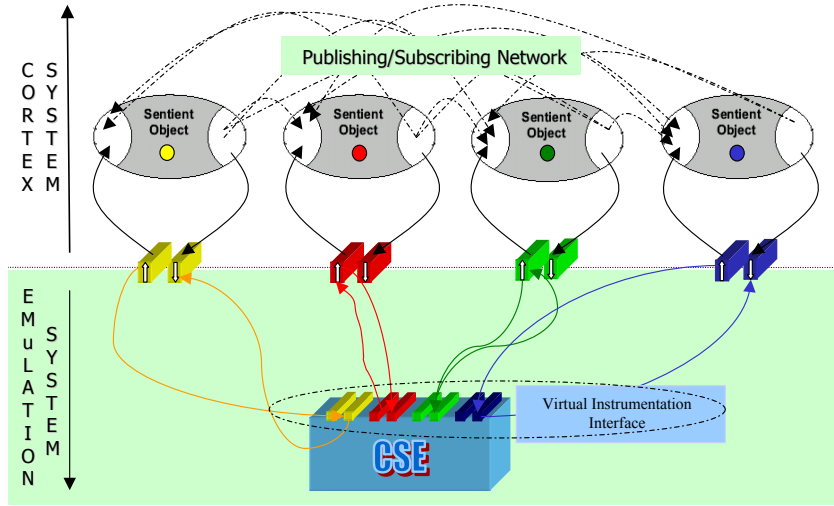 CORTEX
SYSTEM
Publishing/Subscribing Network
Sentient
Object
Sentient
Object
Sentient
Object
Sentient
Object
EMuLATION
SYSTEM
Virtual Instrumentation
Interface
CSE